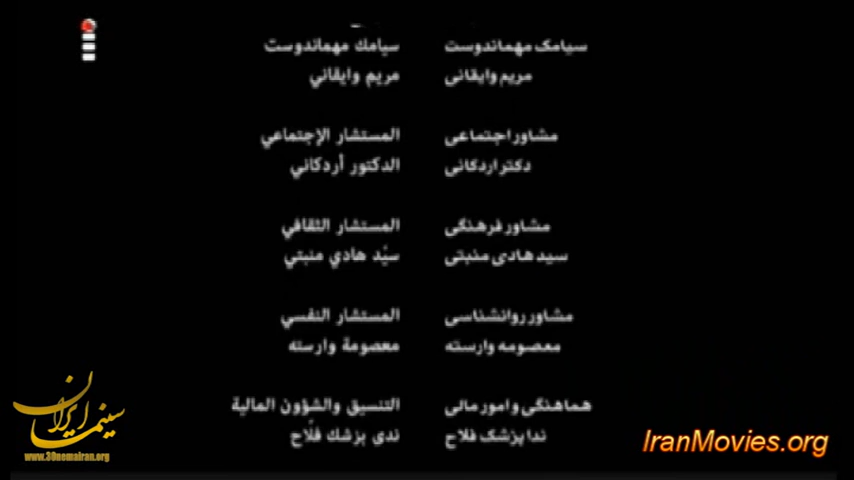 سیامک مهماندوست سيامك مهماندوست
مریم وایقانی مريم وايقاني
مشاور اجتماعی المستشار الإجتماعي
دکتر اردکانی الدكتور أردكاني
مشاور فرهنگی المستشار الثقافي
سید هادی منبتی سيّد هادي منبتي
مشاور روانشناسی المستشار النفسي
معصومه وارسته معصومة وارسته
هماهنگی و امور مالی التنسيق والشؤون المالية
ندا پزشک فلاح ندى بزشك فلّاح
سینمای ایران
www.30nemaIran.org
IranMovies.org